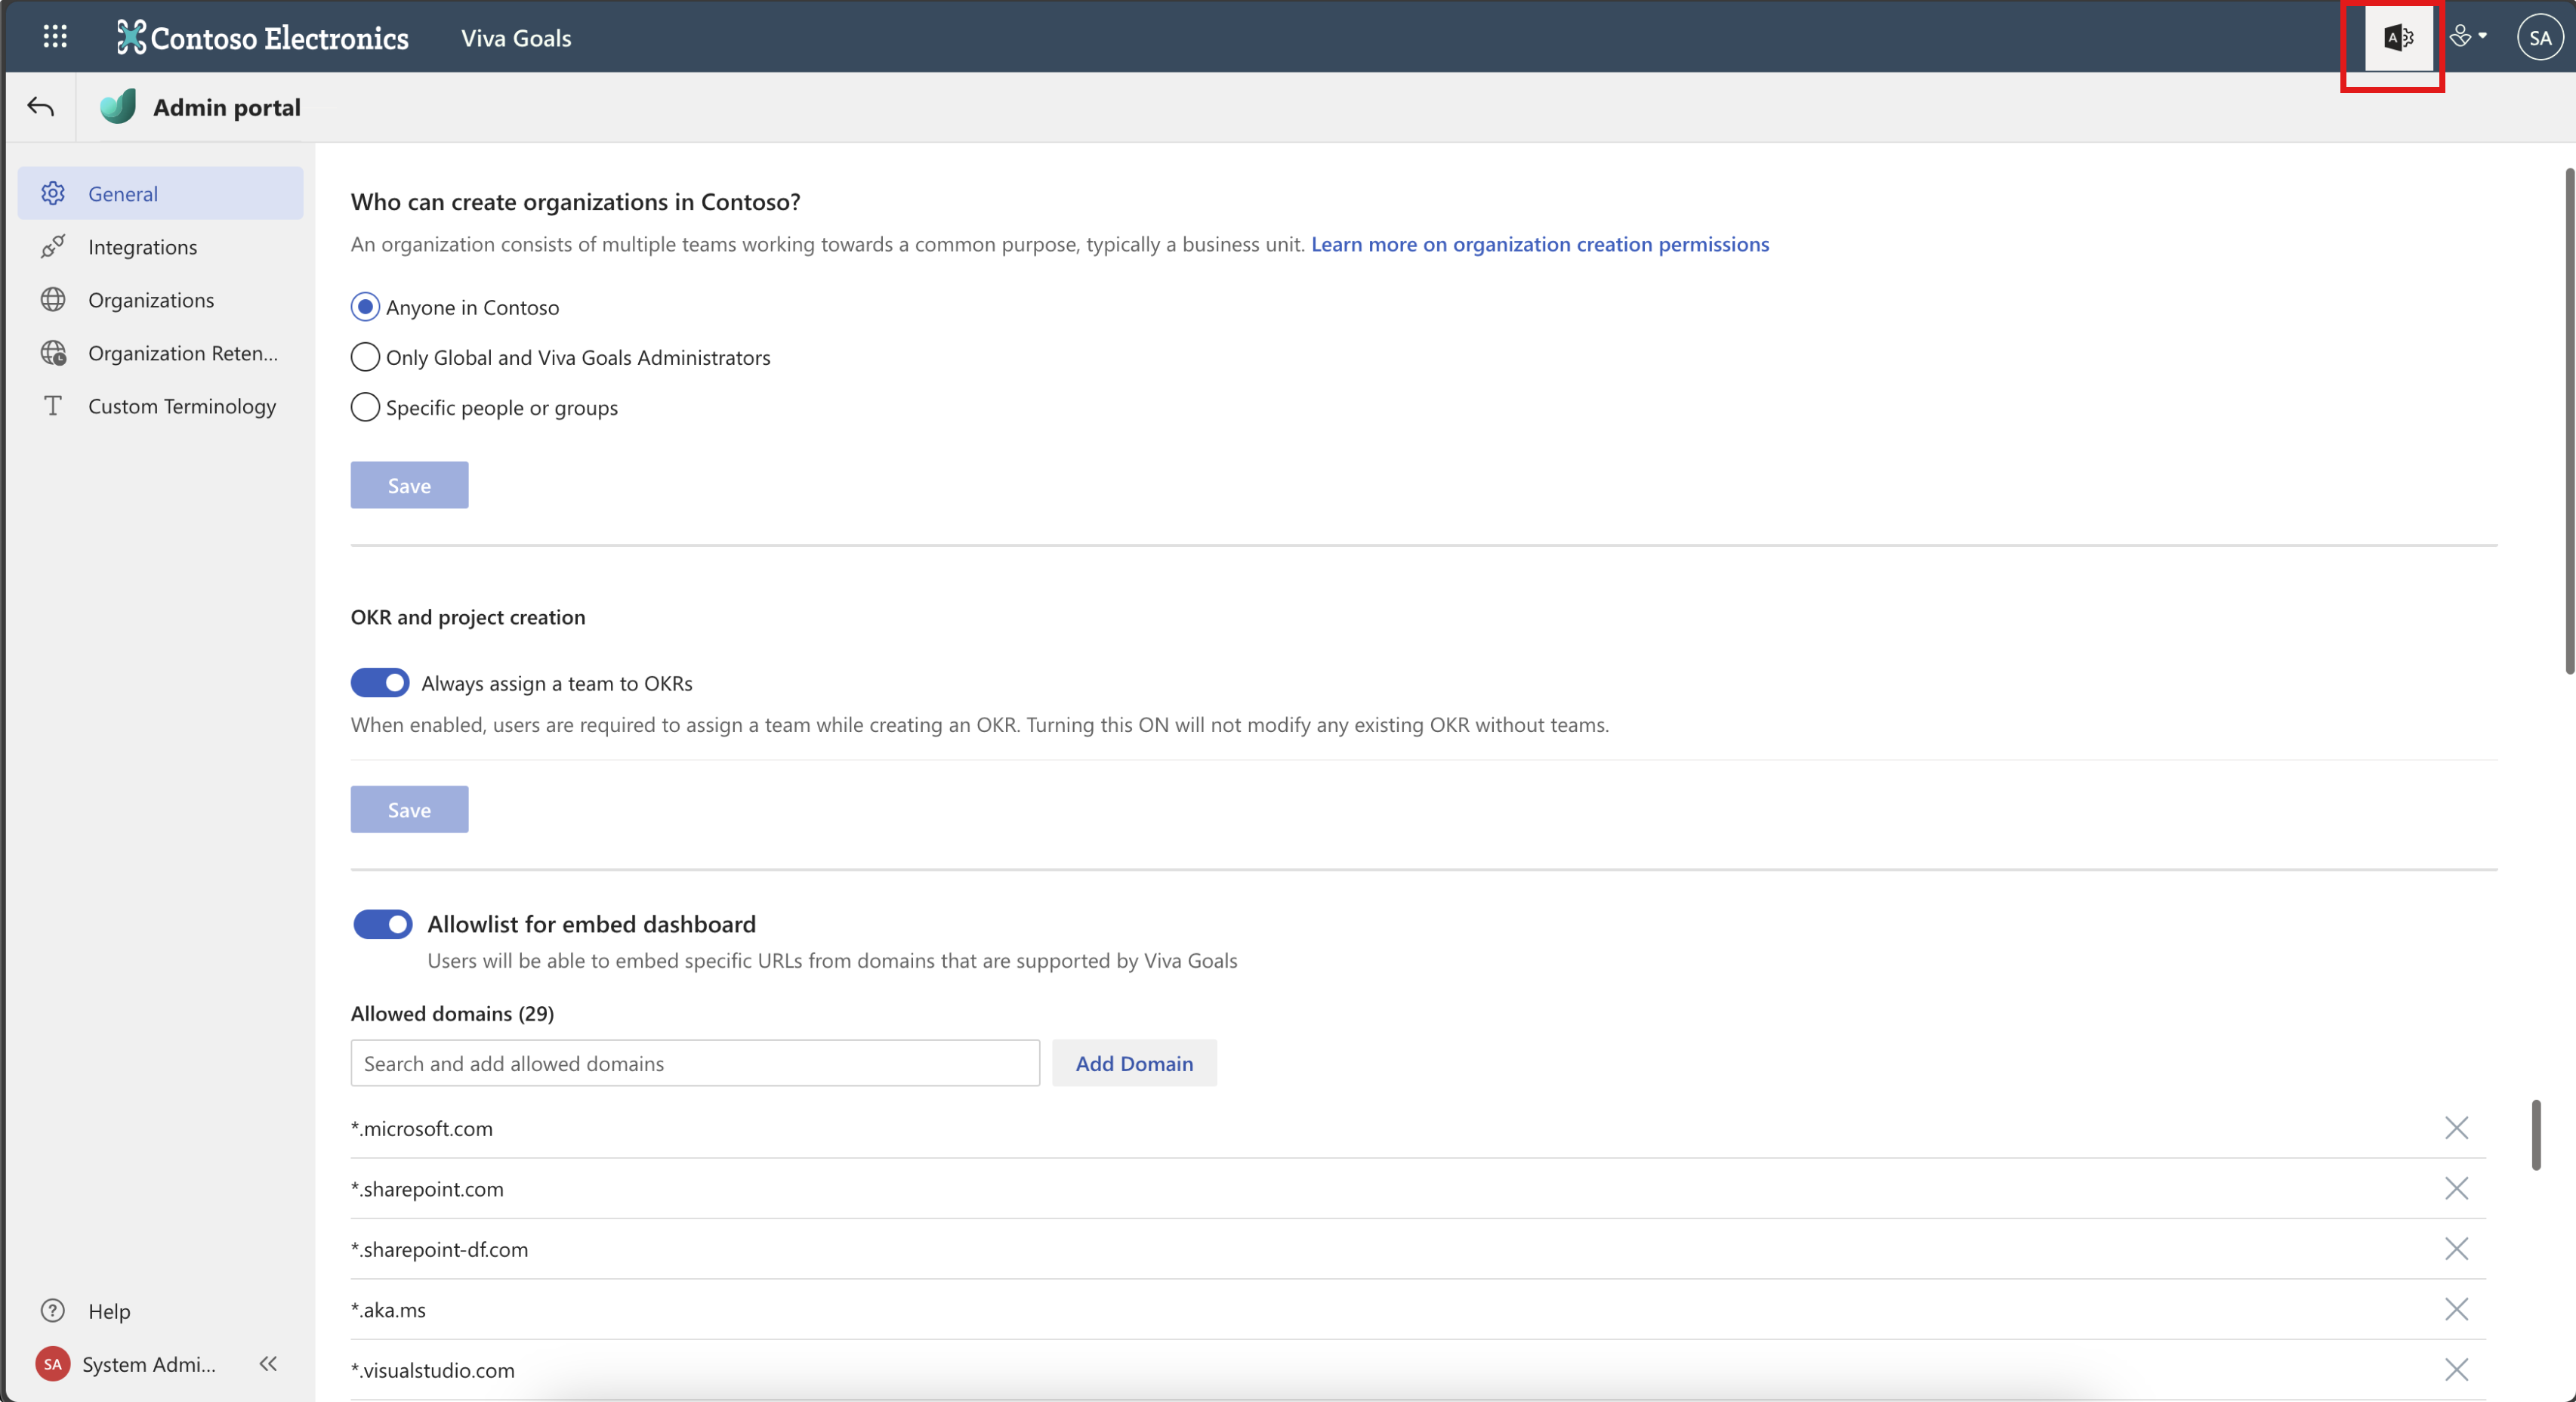 Contoso Electronics Viva Goals A SA
Admin portal
General
Integrations
Organizations
Organization Reten...
Custom Terminology
Help
SA System Admi...
Who can create organizations in Contoso?
An organization consists of multiple teams working towards a common purpose, typically a business unit. Learn more on organization creation permissions
Anyone in Contoso
Only Global and Viva Goals Administrators
Specific people or groups
Save
OKR and project creation
Always assign a team to OKRs
When enabled, users are required to assign a team while creating an OKR. Turning this ON will not modify any existing OKR without teams.
Save
Allowlist for embed dashboard
Users will be able to embed specific URLs from domains that are supported by Viva Goals
Allowed domains (29)
Search and add allowed domains Add Domain
*.microsoft.com
*.sharepoint.com
*.sharepoint-df.com
*.aka.ms
*.visualstudio.com